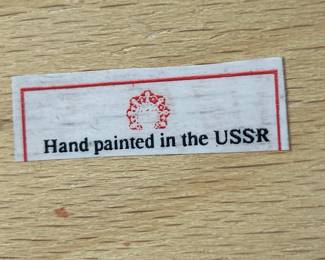 Hand painted in the USSR